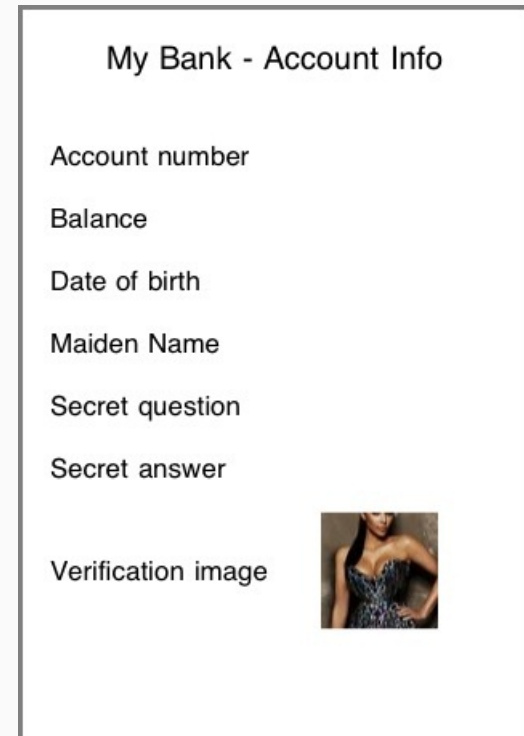 My Bank - Account Info
Account number
Balance
Date of birth
Maiden Name
Secret question
Secret answer
Verification image